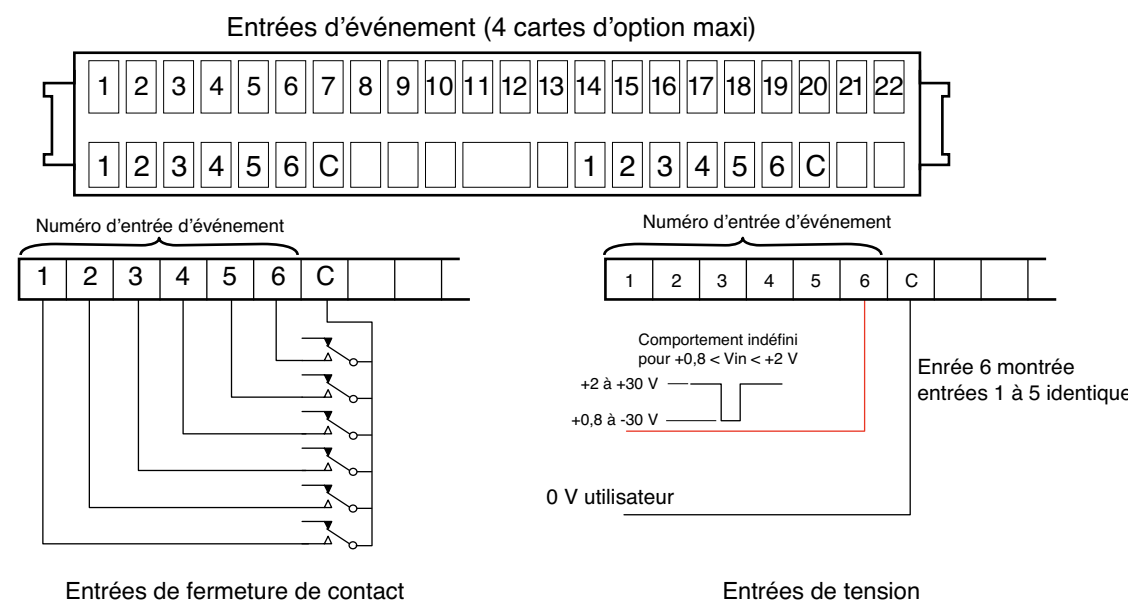 Entrées d'événement (4 cartes d'option maxi)
1 2 3 4 5 6 7 8 9 10 11 12 13 14 15 16 17 18 19 20 21 22
1 2 3 4 5 6 C 1 2 3 4 5 6 C
Numéro d'entrée d'événement
1 2 3 4 5 6 C
Numéro d'entrée d'événement
1 2 3 4 5 6 C
Comportement indéfini
pour +0,8 < Vin < +2 V
+2 à +30 V
+0,8 à -30 V
Enrée 6 montrée
entrées 1 à 5 identique
0 V utilisateur
Entrées de fermeture de contact
Entrées de tension